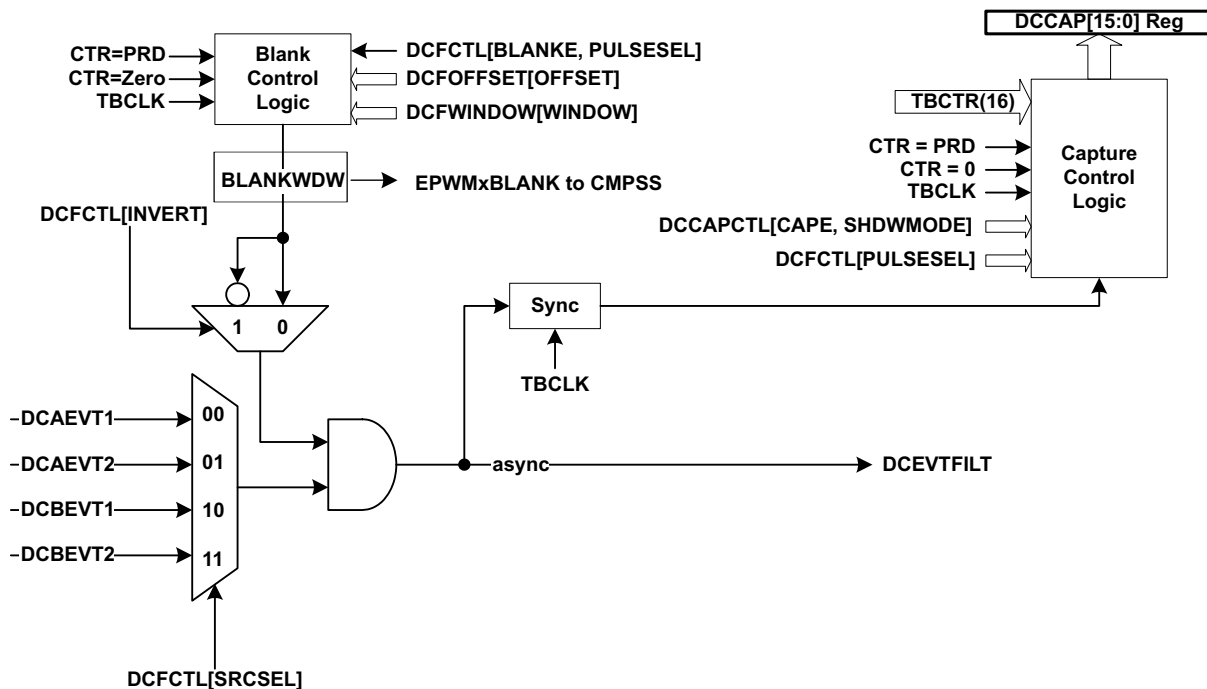 DCCAP[15:0] Reg
CTR=PRD
CTR=Zero
TBCLK
Blank
Control
Logic
DCFCTL[BLANKE, PULSESEL]
DCFOFFSET[OFFSET]
DCFWINDOW[WINDOW]
TBCTR(16)
CTR = PRD
CTR = 0
TBCLK
Capture
Control
Logic
DCCAPCTL[CAPE, SHDWMODE]
DCFCTL[PULSESEL]
BLANKWDW
EPWMxBLANK to CMPSS
DCFCTL[INVERT]
1 0
Sync
TBCLK
DCAEVT1
00
DCAEVT2
01
DCBEVT1
10
DCBEVT2
11
async
DCEVTFILT
DCFCTL[SRCSEL]